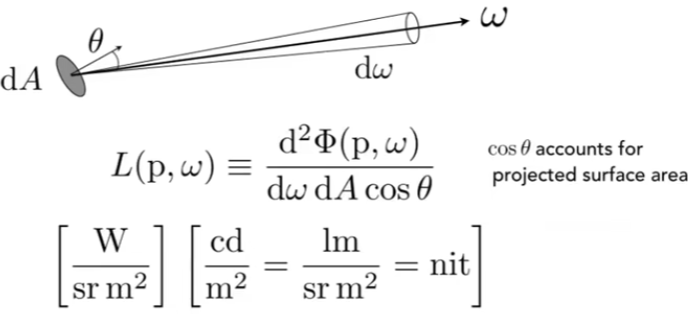 θ
ω
dA
dω
L(p, ω) ≡ d²Φ(p, ω) / dω dA cos θ
cos θ accounts for
projected surface area
[W / sr m²] [cd / m² = lm / sr m² = nit]